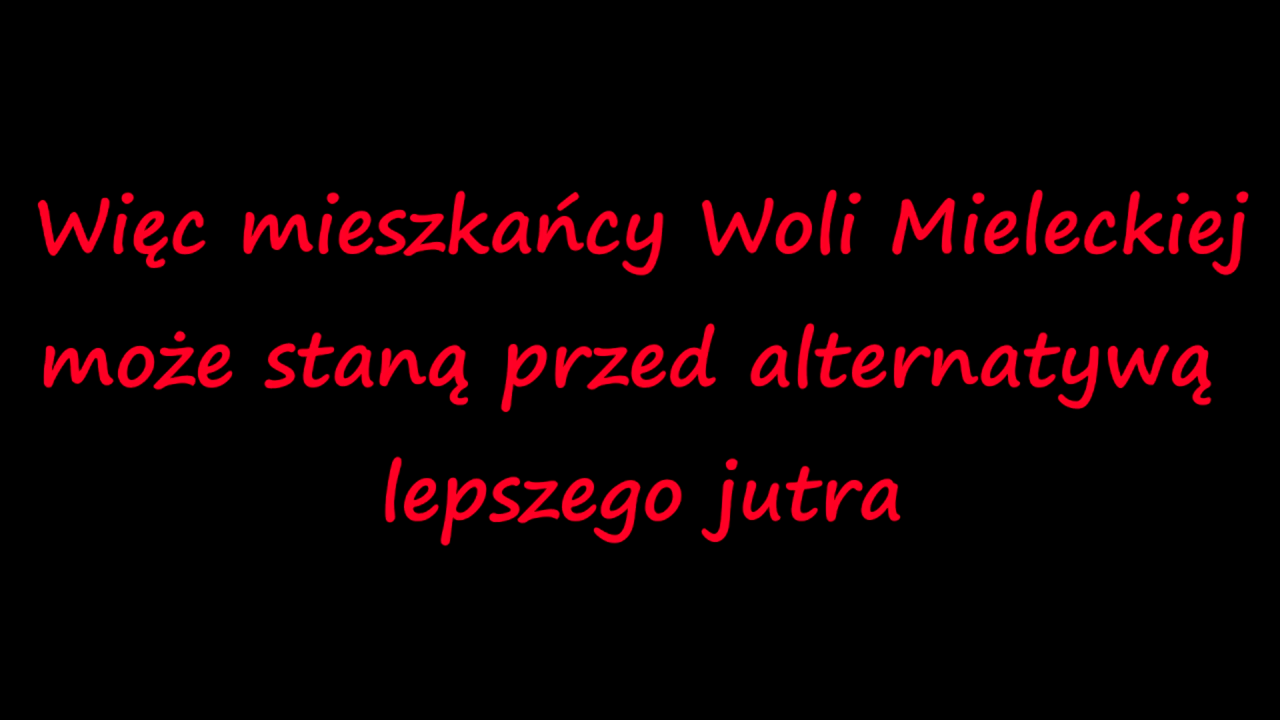 Więc mieszkańcy Woli Mieleckiej
może staną przed alternatywą
lepszego jutra